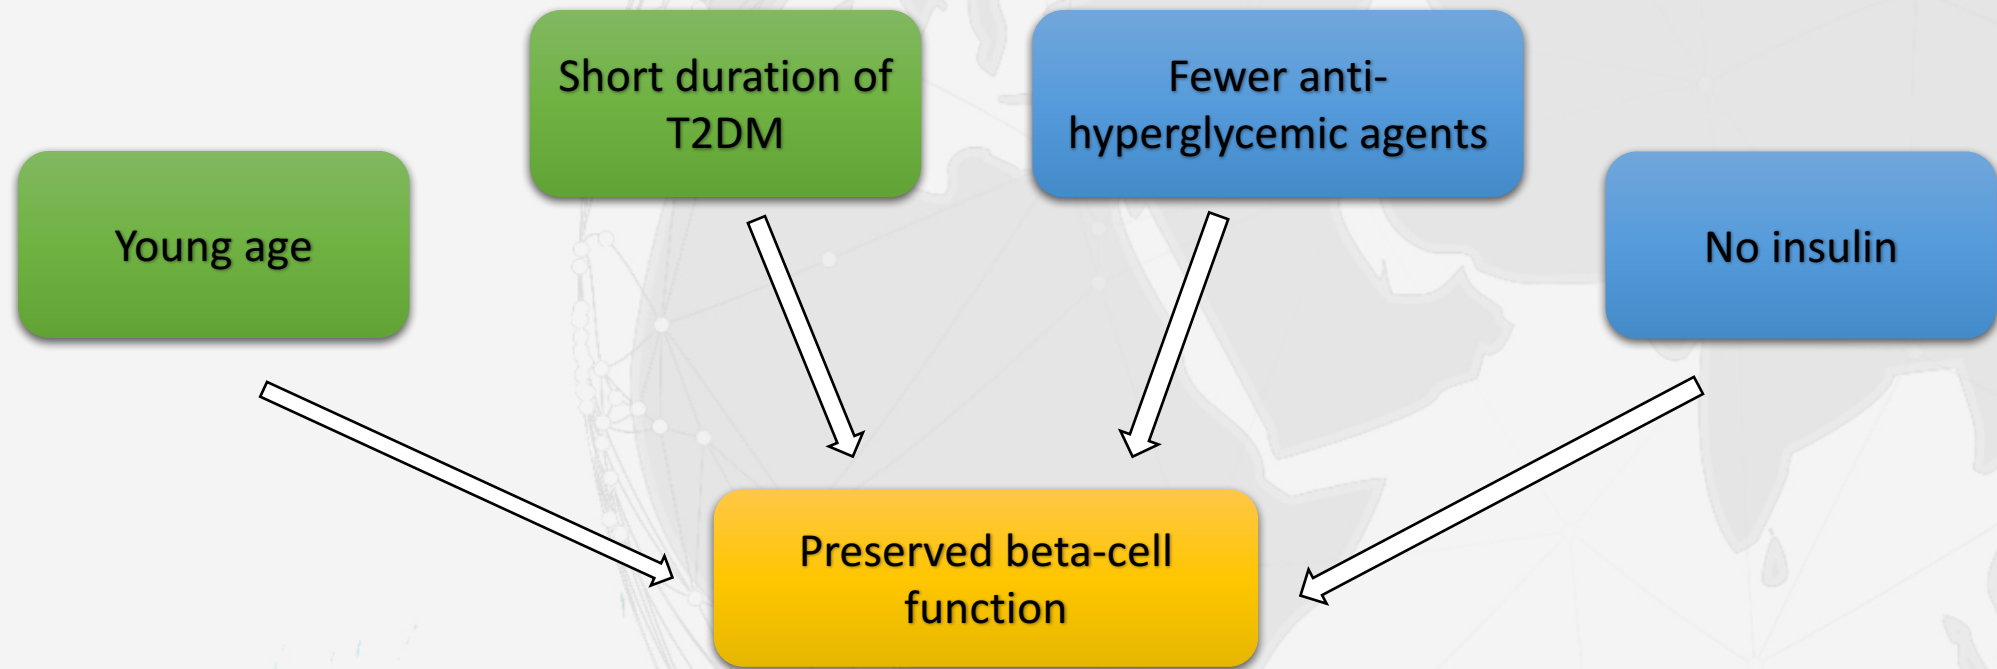 Short duration of
T2DM
Fewer anti-
hyperglycemic agents
Young age
No insulin
Preserved beta-cell
function